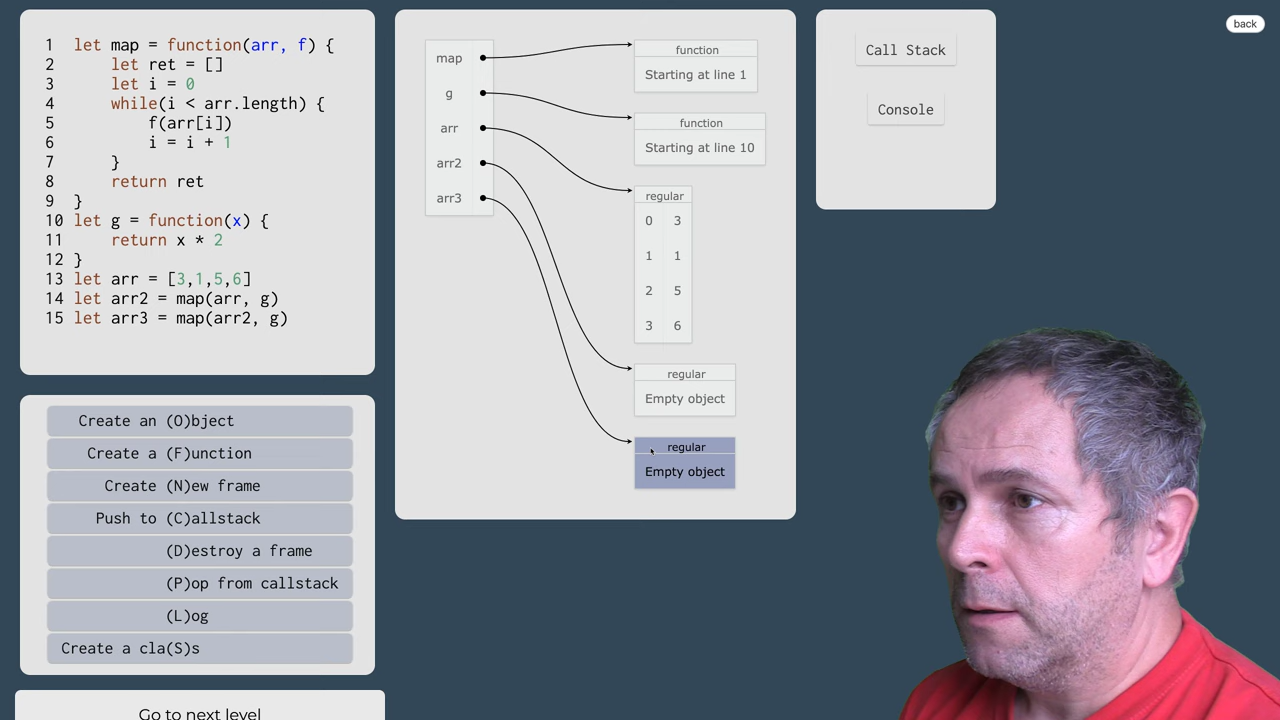 back
1 let map = function(arr, f) {
2 let ret = []
3 let i = 0
4 while(i < arr.length) {
5 f(arr[i])
6 i = i + 1
7 }
8 return ret
9 }
10 let g = function(x) {
11 return x * 2
12 }
13 let arr = [3,1,5,6]
14 let arr2 = map(arr, g)
15 let arr3 = map(arr2, g)
Create an (O)bject
Create a (F)unction
Create (N)ew frame
Push to (C)allstack
(D)estroy a frame
(P)op from callstack
(L)og
Create a cla(S)s
Go to next level
map
g
arr
arr2
arr3
function
Starting at line 1
function
Starting at line 10
regular
0 3
1 1
2 5
3 6
regular
Empty object
regular
Empty object
Call Stack
Console